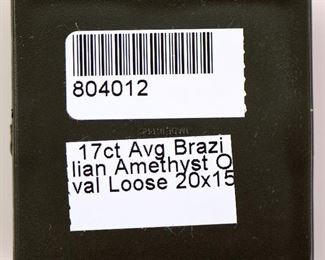 804012
17ct Avg Brazi
lian Amethyst O
val Loose 20x15